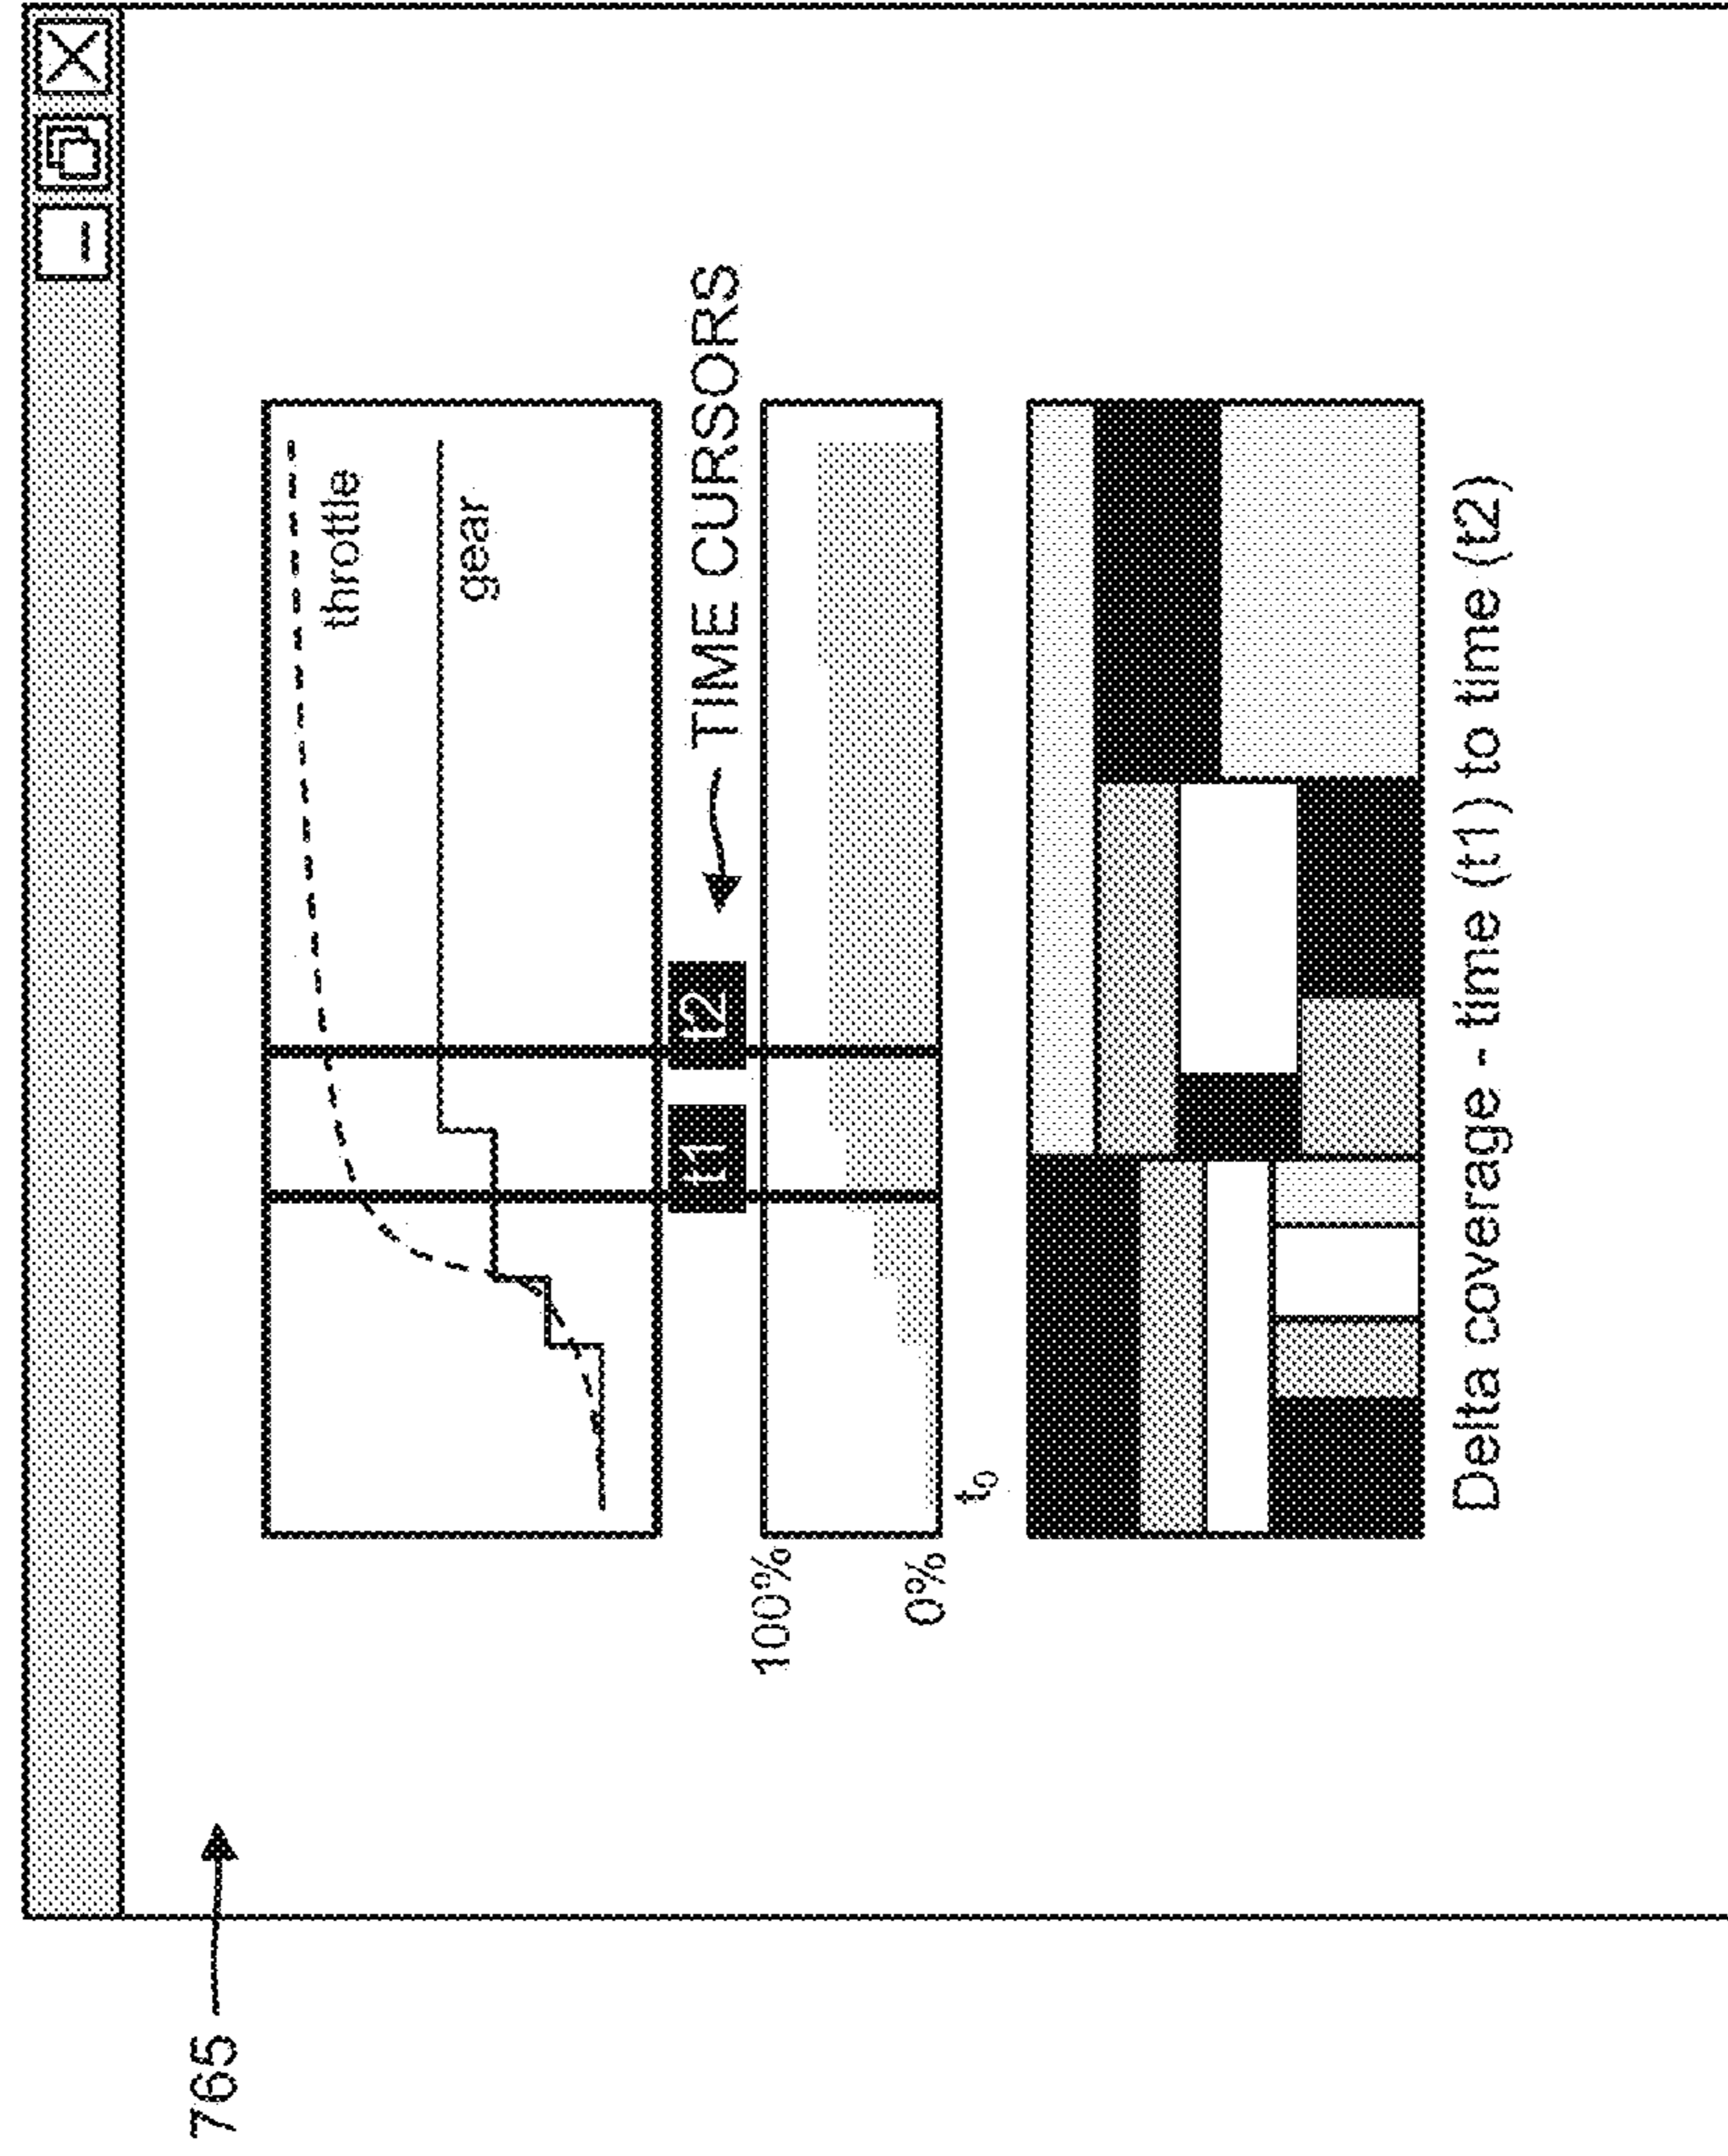 765
throttle
gear
t1 t2
TIME CURSORS
100%
0%
t0
Delta coverage - time (t1) to time (t2)